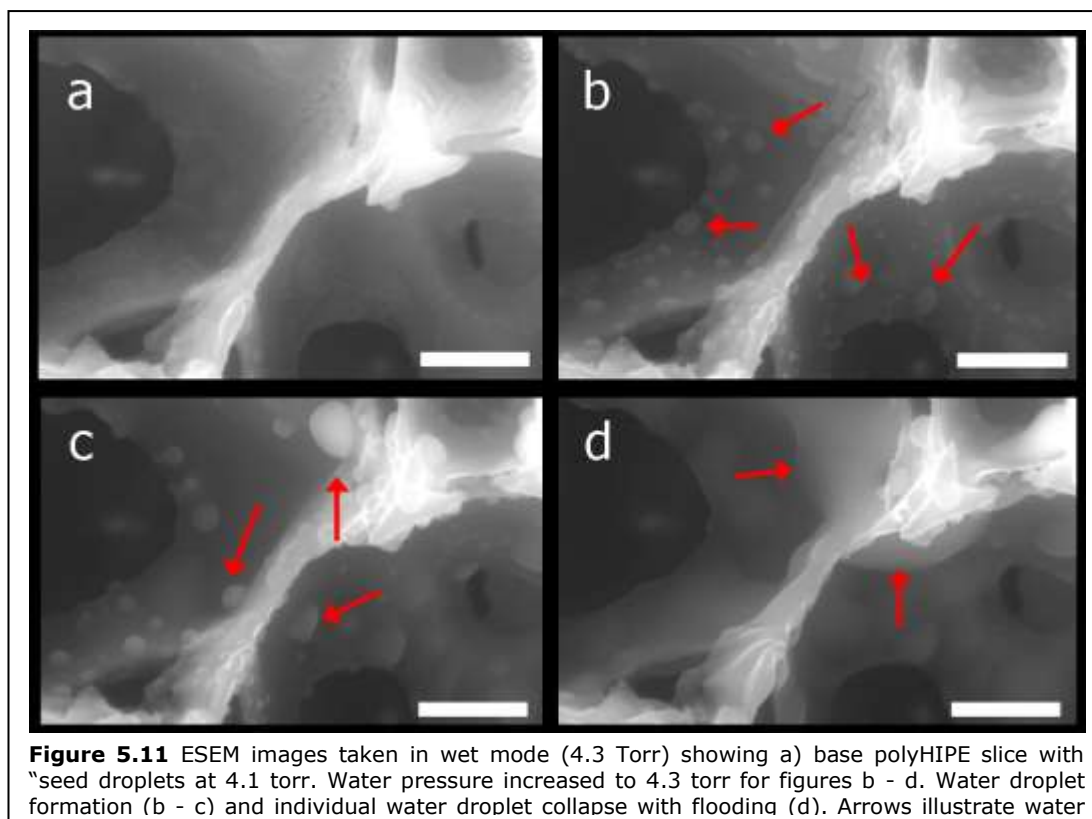 a
b
c
d
Figure 5.11 ESEM images taken in wet mode (4.3 Torr) showing a) base polyHIPE slice with
“seed droplets at 4.1 torr. Water pressure increased to 4.3 torr for figures b - d. Water droplet
formation (b - c) and individual water droplet collapse with flooding (d). Arrows illustrate water